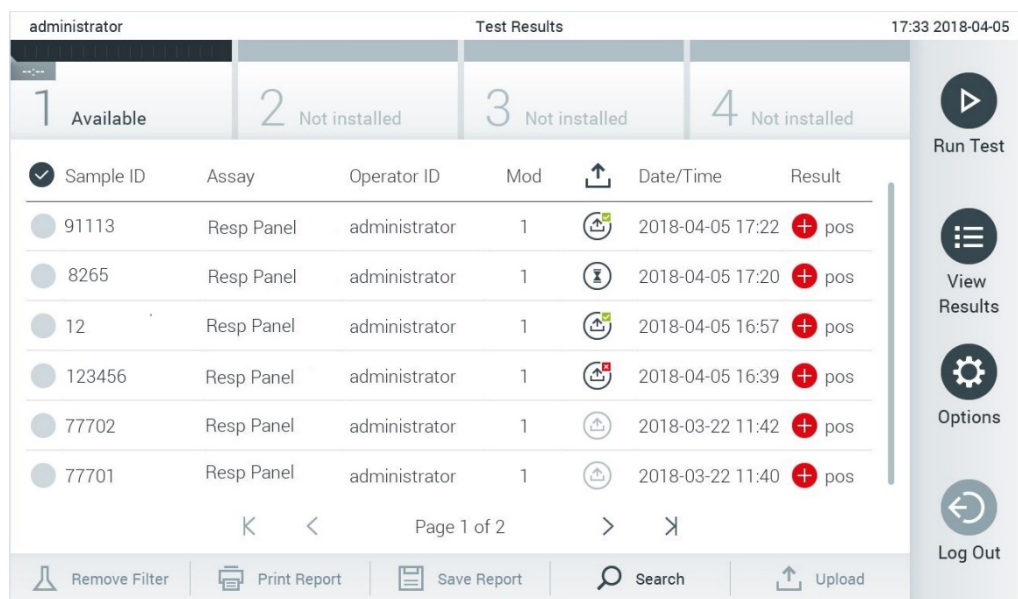 administrator Test Results 17:33 2018-04-05
--:--
1 Available 2 Not installed 3 Not installed 4 Not installed
Run Test
Sample ID Assay Operator ID Mod Date/Time Result
91113 Resp Panel administrator 1 2018-04-05 17:22 pos
8265 Resp Panel administrator 1 2018-04-05 17:20 pos
View
Results
12 Resp Panel administrator 1 2018-04-05 16:57 pos
123456 Resp Panel administrator 1 2018-04-05 16:39 pos
Options
77702 Resp Panel administrator 1 2018-03-22 11:42 pos
77701 Resp Panel administrator 1 2018-03-22 11:40 pos
Page 1 of 2
Log Out
Remove Filter Print Report Save Report Search Upload